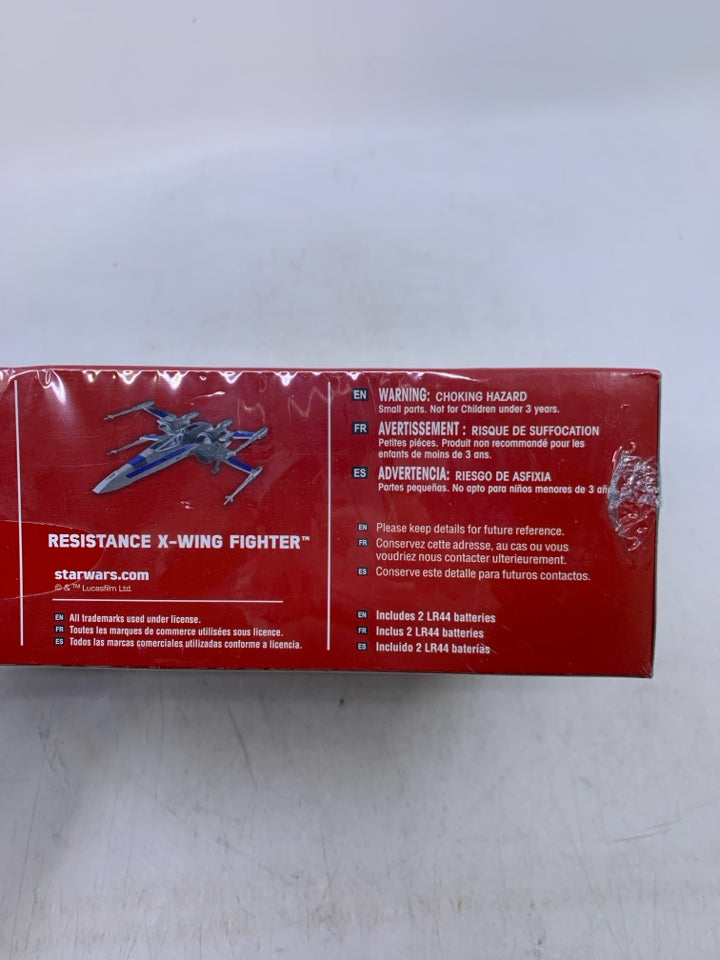 RESISTANCE X-WING FIGHTER™
starwars.com
© & ™ Lucasfilm Ltd.
EN All trademarks used under license.
FR Toutes les marques de commerce utilisées sous licence.
ES Todos las marcas comerciales utilizadas conforme a licencia.
EN WARNING: CHOKING HAZARD
Small parts. Not for Children under 3 years.
FR AVERTISSEMENT : RISQUE DE SUFFOCATION
Petites piéces. Produit non recommandé pour les
enfants de moins de 3 ans.
ES ADVERTENCIA: RIESGO DE ASFIXIA
Partes pequeñas. No apto para niños menores de 3
EN Please keep details for future reference.
FR Conservez cette adresse, au cas ou vous
voudriez nous contacter ulterieurement.
ES Conserve este detalle para futuros contactos.
EN Includes 2 LR44 batteries
FR Inclus 2 LR44 batteries
ES Incluido 2 LR44 baterías